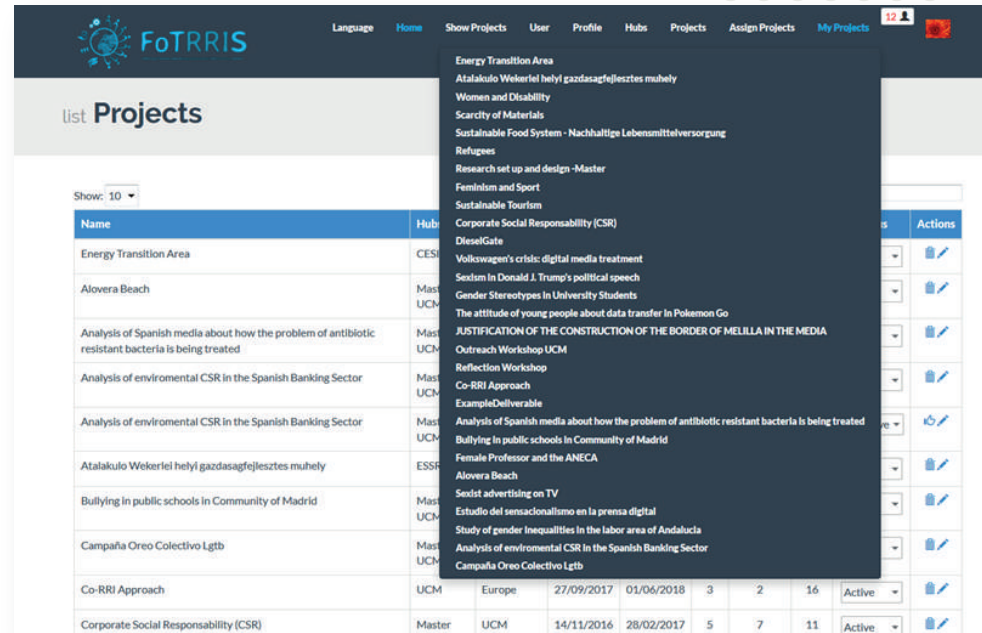 FoTRRIS
Language Home Show Projects User Profile Hubs Projects Assign Projects My Projects 12
Energy Transition Area
Atalakulo Wekerlei helyi gazdasagfejlesztes muhely
Women and Disability
Scarcity of Materials
Sustainable Food System - Nachhaltige Lebensmittelversorgung
Refugees
Research set up and design -Master
Feminism and Sport
Sustainable Tourism
Corporate Social Responsability (CSR)
DieselGate
Volkswagen's crisis: digital media treatment
Sexism in Donald J. Trump's political speech
Gender Stereotypes in University Students
The attitude of young people about data transfer in Pokemon Go
JUSTIFICATION OF THE CONSTRUCTION OF THE BORDER OF MELILLA IN THE MEDIA
Outreach Workshop UCM
Reflection Workshop
Co-RRI Approach
ExampleDeliverable
Analysis of Spanish media about how the problem of antibiotic resistant bacteria is being treated
Bullying in public schools in Community of Madrid
Female Professor and the ANECA
Alovera Beach
Sexist advertising on TV
Estudio del sensacionalismo en la prensa digital
Study of gender inequalities in the labor area of Andalucia
Analysis of enviromental CSR in the Spanish Banking Sector
Campaña Oreo Colectivo Lgtb
list Projects
Show: 10
Name Hub Actions
Energy Transition Area CESI
Alovera Beach Mast
UCM
Analysis of Spanish media about how the problem of antibiotic Mast
resistant bacteria is being treated UCM
Analysis of enviromental CSR in the Spanish Banking Sector Mast
UCM
Analysis of enviromental CSR in the Spanish Banking Sector Mast
UCM
Atalakulo Wekerlei helyi gazdasagfejlesztes muhely ESSR
Bullying in public schools in Community of Madrid Mast
UCM
Campaña Oreo Colectivo Lgtb Mast
UCM
Co-RRI Approach UCM Europe 27/09/2017 01/06/2018 3 2 16 Active
Corporate Social Responsability (CSR) Master UCM 14/11/2016 28/02/2017 5 7 11 Active